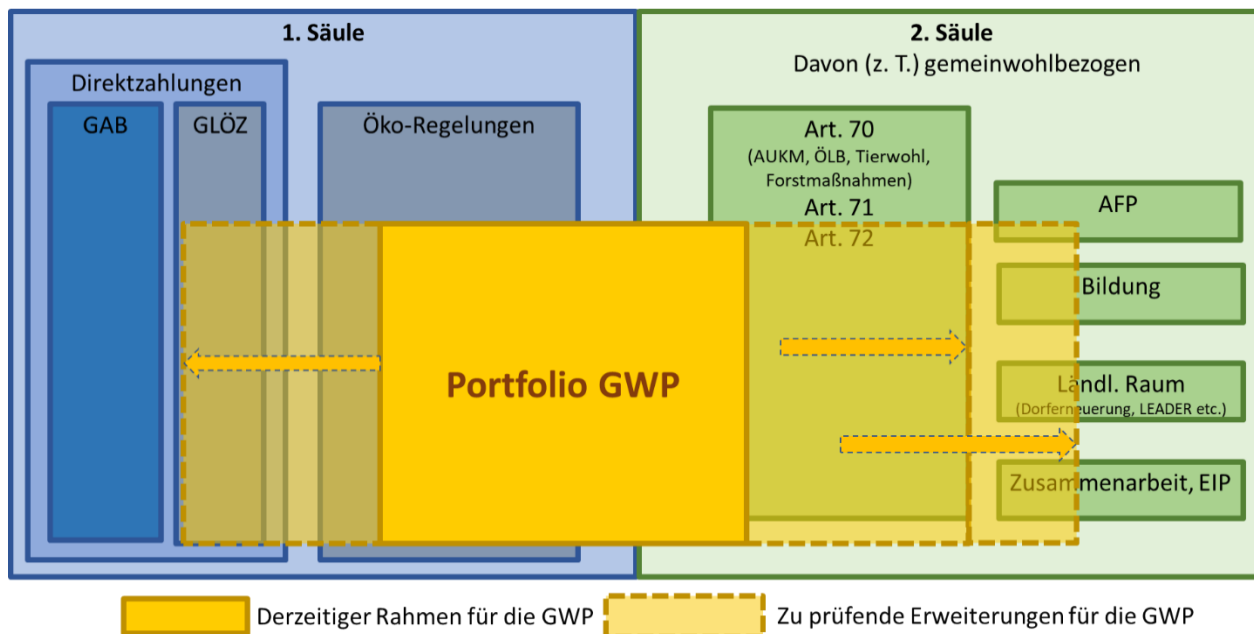 1. Säule
Direktzahlungen
GAB
GLÖZ
Öko-Regelungen
2. Säule
Davon (z. T.) gemeinwohlbezogen
Art. 70
(AUKM, ÖLB, Tierwohl,
Forstmaßnahmen)
Art. 71
Art. 72
AFP
Bildung
Ländl. Raum
(Dorferneuerung, LEADER etc.)
Zusammenarbeit, EIP
Portfolio GWP
Derzeitiger Rahmen für die GWP
Zu prüfende Erweiterungen für die GWP